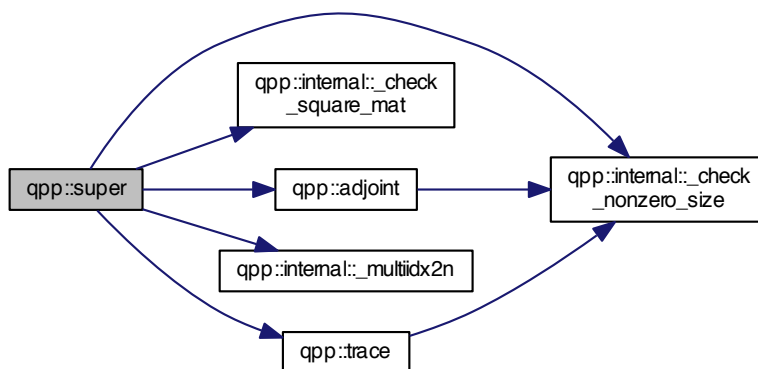 qpp::super
qpp::internal::_check
_square_mat
qpp::adjoint
qpp::internal::_multiidx2n
qpp::trace
qpp::internal::_check
_nonzero_size